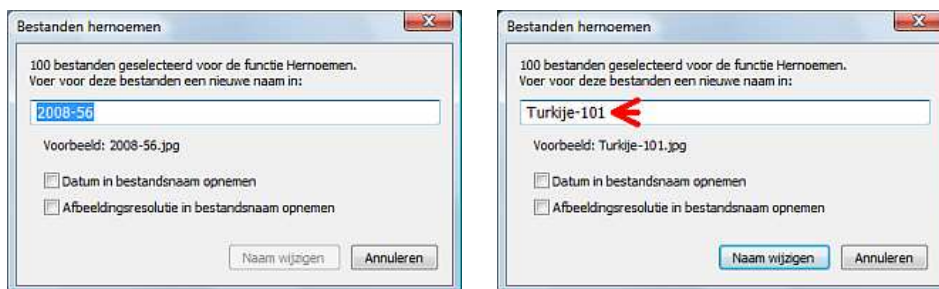 Bestanden hernoemen
100 bestanden geselecteerd voor de functie Hernoemen.
Voer voor deze bestanden een nieuwe naam in:
2008-56
Voorbeeld: 2008-56.jpg
Datum in bestandsnaam opnemen
Afbeeldingsresolutie in bestandsnaam opnemen
Naam wijzigen
Annuleren
Bestanden hernoemen
100 bestanden geselecteerd voor de functie Hernoemen.
Voer voor deze bestanden een nieuwe naam in:
Turkije-101
Voorbeeld: Turkije-101.jpg
Datum in bestandsnaam opnemen
Afbeeldingsresolutie in bestandsnaam opnemen
Naam wijzigen
Annuleren